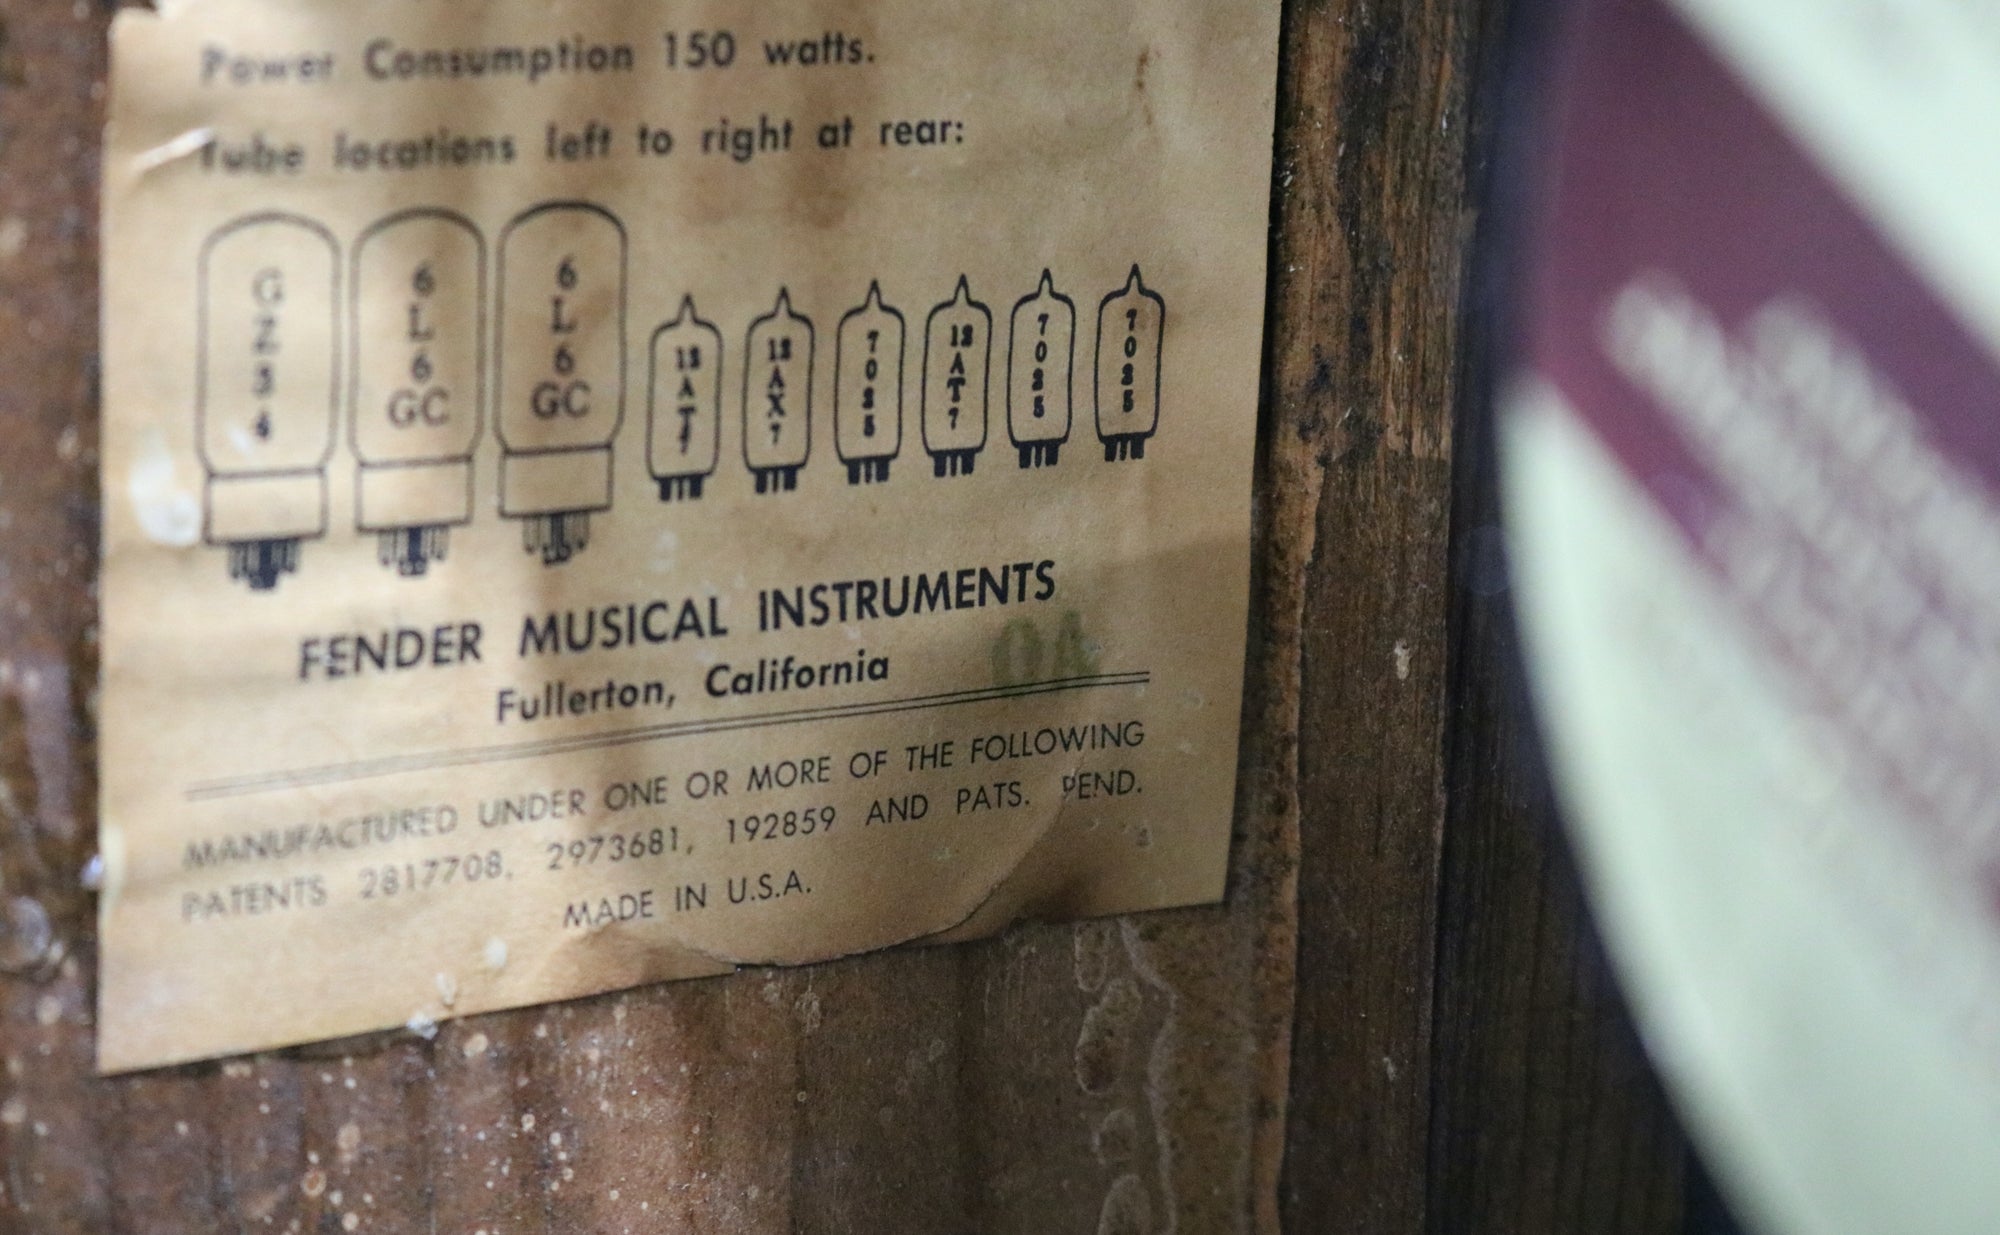 Power Consumption 150 watts.
Tube locations left to right at rear:
GZ34 6L6GC 6L6GC 12AT7 12AX7 7025 12AT7 7025 7025
FENDER MUSICAL INSTRUMENTS
Fullerton, California
OA
MANUFACTURED UNDER ONE OR MORE OF THE FOLLOWING
PATENTS 2817708, 2973681, 192859 AND PATS. PEND.
MADE IN U.S.A.